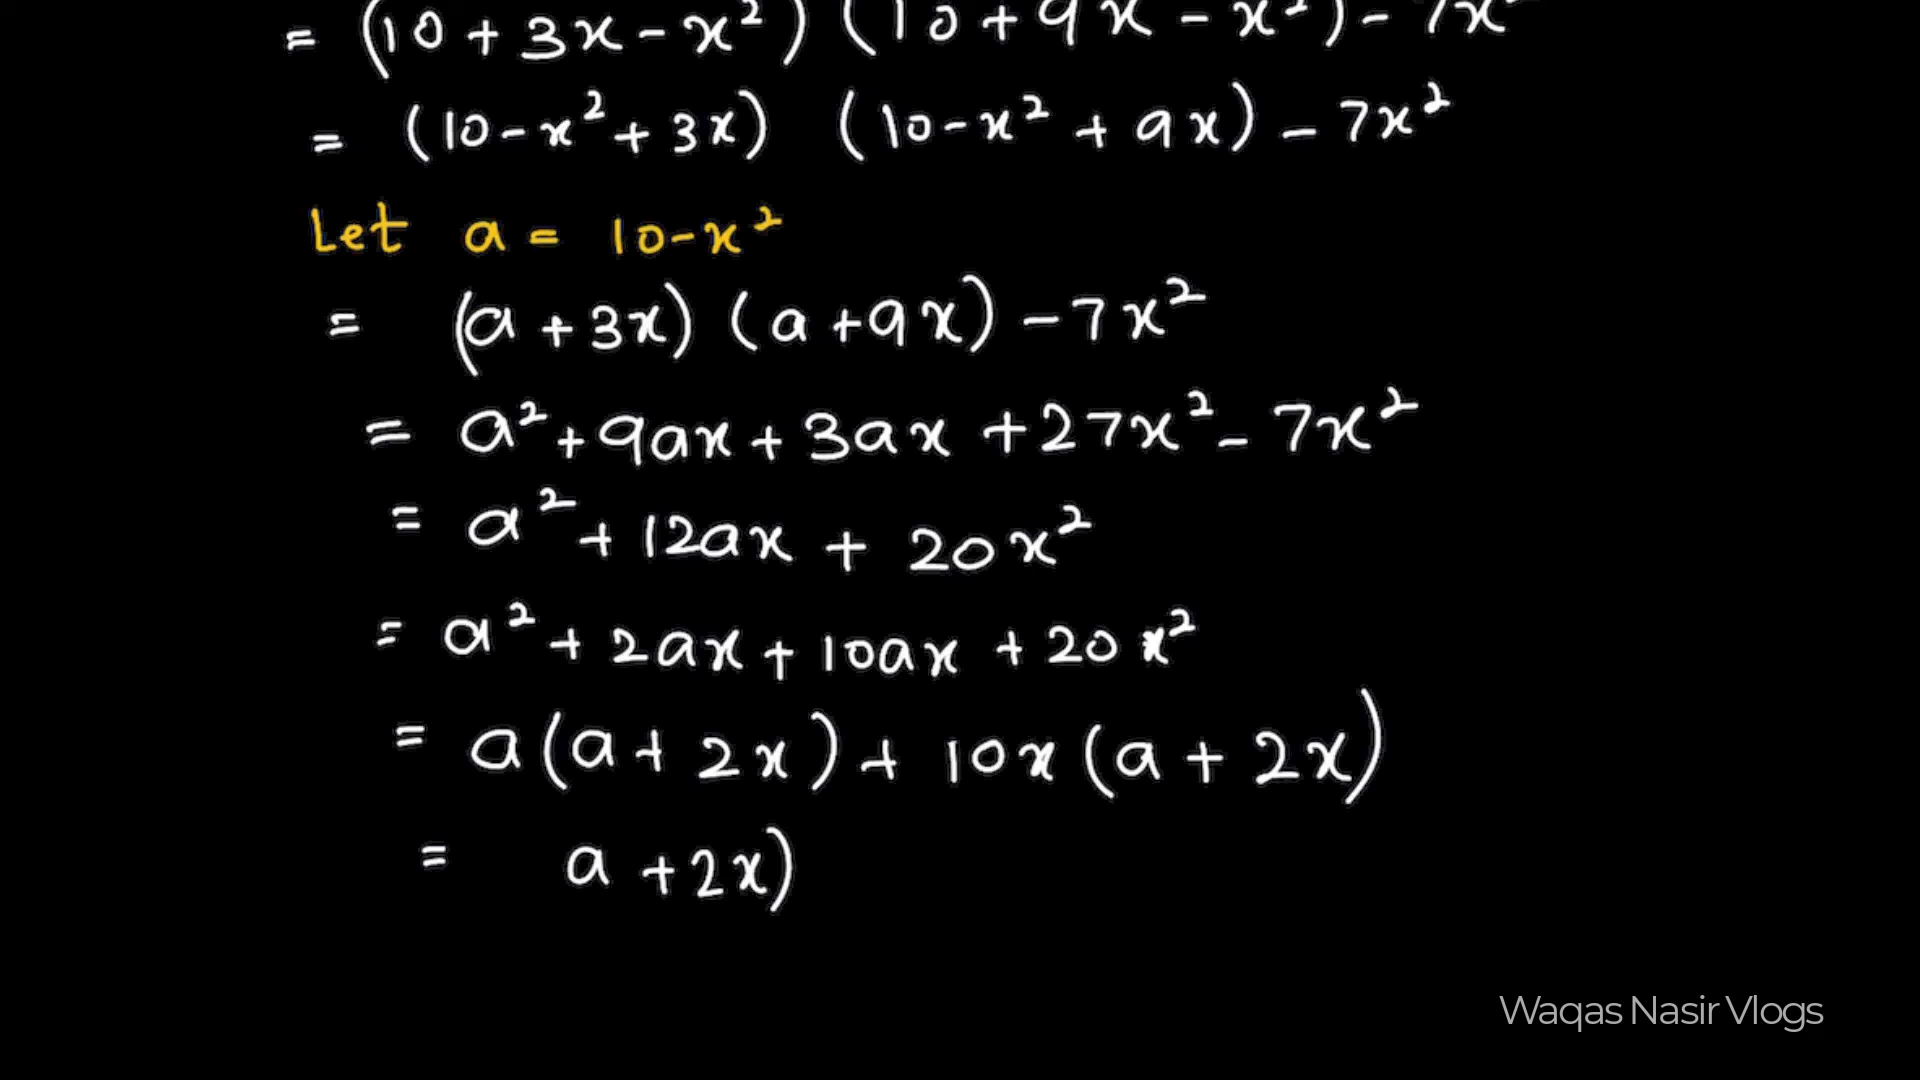 = (10 + 3x - x²) (10 + 9x - x²) - 7x²
= (10 - x² + 3x) (10 - x² + 9x) - 7x²
Let a = 10 - x²
= (a + 3x) (a + 9x) - 7x²
= a² + 9ax + 3ax + 27x² - 7x²
= a² + 12ax + 20x²
= a² + 2ax + 10ax + 20x²
= a(a + 2x) + 10x(a + 2x)
= a + 2x)
Waqas Nasir Vlogs